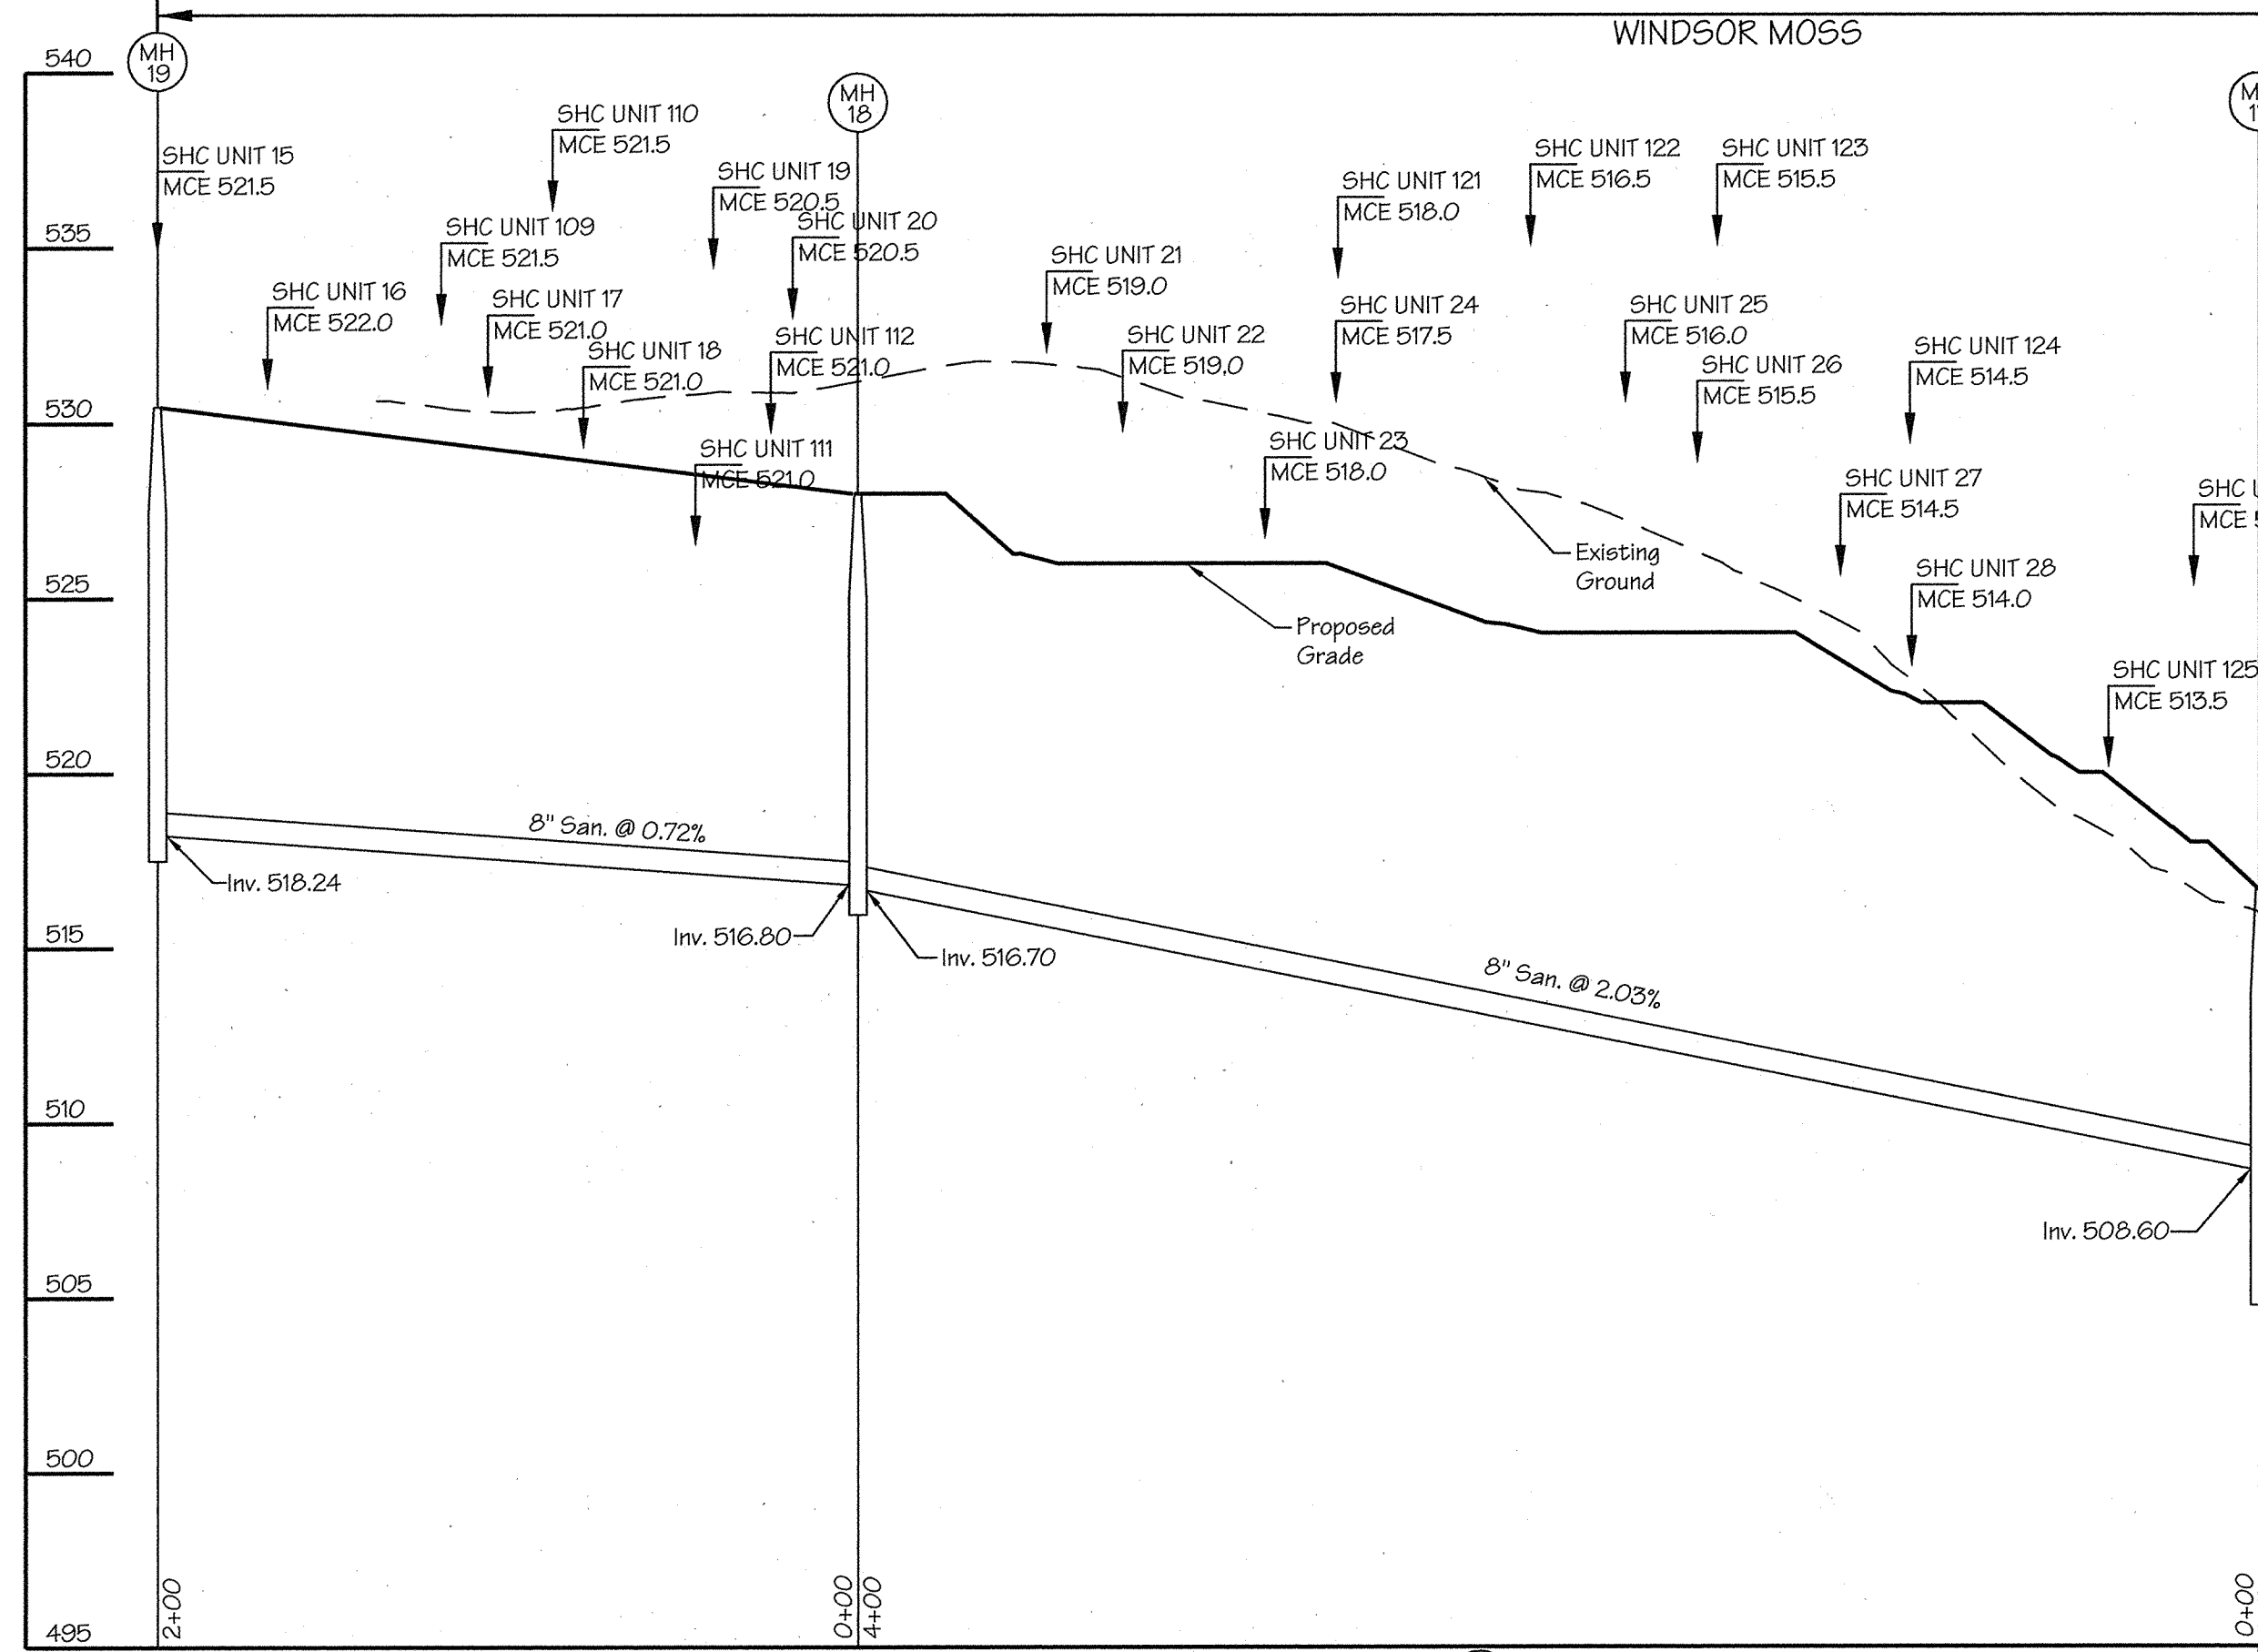 WINDSOR MOSS
540
535
530
525
520
515
510
505
500
495
MH
19
MH
18
SHC UNIT 15
MCE 521.5
SHC UNIT 16
MCE 522.0
SHC UNIT 109
MCE 521.5
SHC UNIT 110
MCE 521.5
SHC UNIT 17
MCE 521.0
SHC UNIT 18
MCE 521.0
SHC UNIT 111
MCE 521.0
SHC UNIT 19
MCE 520.5
SHC UNIT 20
MCE 520.5
SHC UNIT 112
MCE 521.0
SHC UNIT 21
MCE 519.0
SHC UNIT 22
MCE 519.0
SHC UNIT 121
MCE 518.0
SHC UNIT 24
MCE 517.5
SHC UNIT 23
MCE 518.0
SHC UNIT 122
MCE 516.5
SHC UNIT 123
MCE 515.5
SHC UNIT 25
MCE 516.0
SHC UNIT 26
MCE 515.5
SHC UNIT 124
MCE 514.5
SHC UNIT 27
MCE 514.5
SHC UNIT 28
MCE 514.0
SHC UNIT 125
MCE 513.5
SHC
MCE
Existing
Ground
Proposed
Grade
8" San. @ 0.72%
8" San. @ 2.03%
Inv. 518.24
Inv. 516.80
Inv. 516.70
Inv. 508.60
2+00
0+00
4+00
0+00